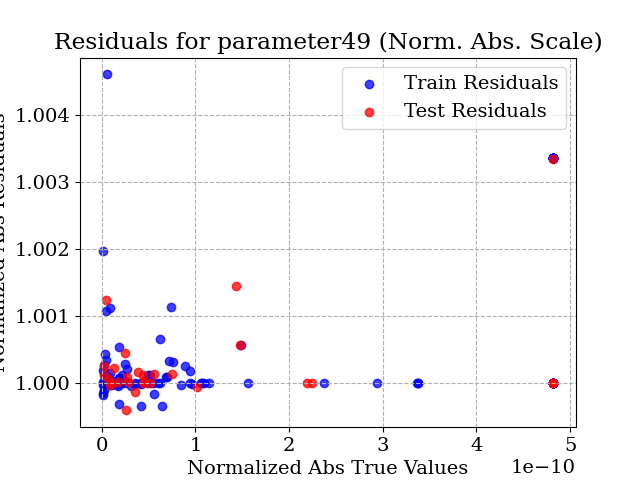 Residuals for parameter49 (Norm. Abs. Scale)
Train Residuals
Test Residuals
1.004
1.003
1.002
1.001
1.000
Normalized Abs Residuals
0
1
2
3
4
5
1e−10
Normalized Abs True Values